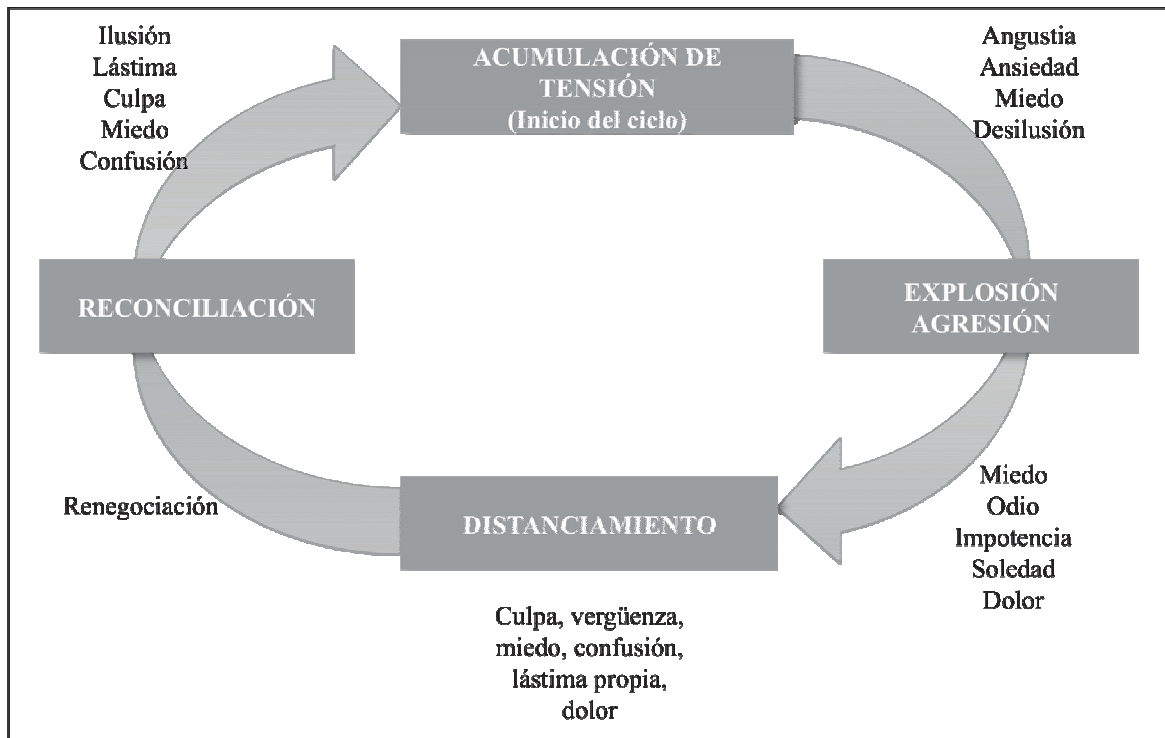 Ilusión
Lástima
Culpa
Miedo
Confusión
ACUMULACIÓN DE
TENSIÓN
(Inicio del ciclo)
Angustia
Ansiedad
Miedo
Desilusión
RECONCILIACIÓN
EXPLOSIÓN
AGRESIÓN
Renegociación
DISTANCIAMIENTO
Miedo
Odio
Impotencia
Soledad
Dolor
Culpa, vergüenza,
miedo, confusión,
lástima propia,
dolor